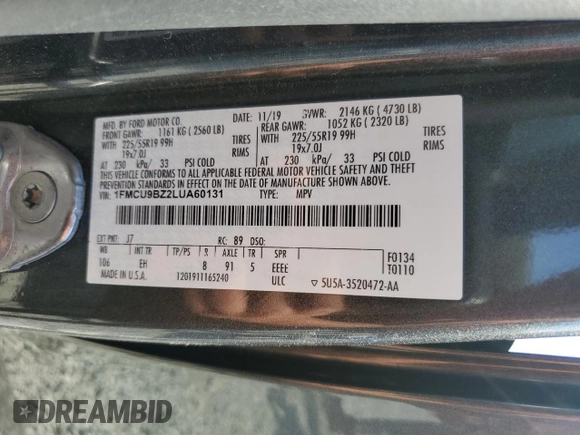 MFD. BY FORD MOTOR CO.
DATE: 11/19 GVWR: 2146 KG ( 4730 LB)
FRONT GAWR: 1161 KG ( 2560 LB) REAR GAWR: 1052 KG ( 2320 LB)
WITH 225/55R19 99H TIRES WITH 225/55R19 99H TIRES
19x7.0J RIMS 19x7.0J RIMS
AT 230 kPa/ 33 PSI COLD AT 230 kPa/ 33 PSI COLD
THIS VEHICLE CONFORMS TO ALL APPLICABLE FEDERAL MOTOR VEHICLE SAFETY AND THEFT
PREVENTION STANDARDS IN EFFECT ON THE DATE OF MANUFACTURE SHOWN ABOVE.
VIN: 1FMCU9BZ2LUA60131 TYPE: MPV
EXT PNT: J7 RC: 89 DSO: F0134
WB INT TR TP/PS R AXLE TR SPR T0110
106 EH 8 91 5 EEEE
MADE IN U.S.A. 1201911165240 ULC ▽ 5U5A-3520472-AA
DREAMBID